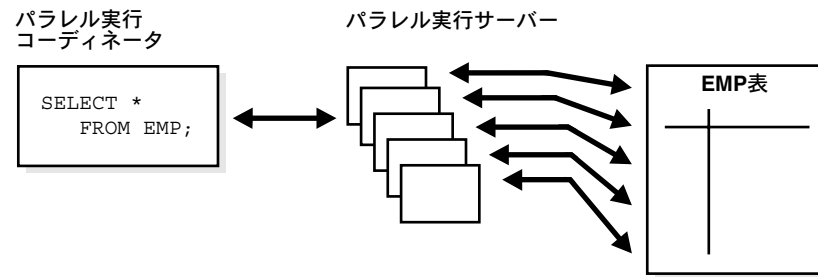 パラレル実行
コーディネータ
パラレル実行サーバー
SELECT *
FROM EMP;
EMP表